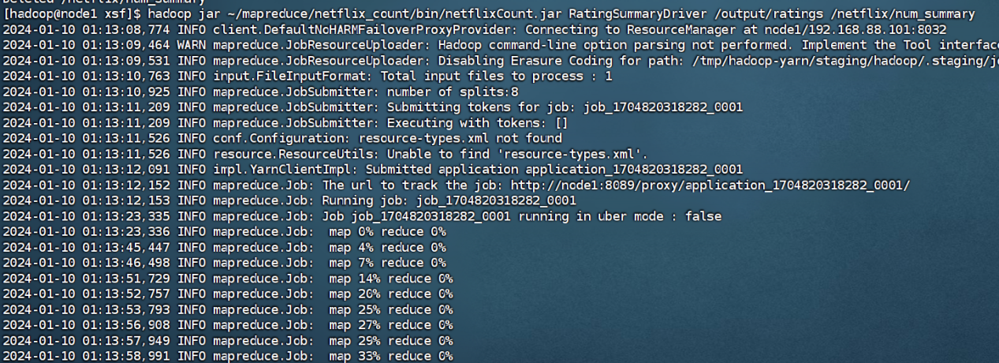 Deleted /netflix/num_summary
[hadoop@node1 xsf]$ hadoop jar ~/mapreduce/netflix_count/bin/netflixCount.jar RatingSummaryDriver /output/ratings /netflix/num_summary
2024-01-10 01:13:08,774 INFO client.DefaultNoHARMFailoverProxyProvider: Connecting to ResourceManager at node1/192.168.88.101:8032
2024-01-10 01:13:09,464 WARN mapreduce.JobResourceUploader: Hadoop command-line option parsing not performed. Implement the Tool interface
2024-01-10 01:13:09,531 INFO mapreduce.JobResourceUploader: Disabling Erasure Coding for path: /tmp/hadoop-yarn/staging/hadoop/.staging/jo
2024-01-10 01:13:10,763 INFO input.FileInputFormat: Total input files to process : 1
2024-01-10 01:13:10,925 INFO mapreduce.JobSubmitter: number of splits:8
2024-01-10 01:13:11,209 INFO mapreduce.JobSubmitter: Submitting tokens for job: job_1704820318282_0001
2024-01-10 01:13:11,209 INFO mapreduce.JobSubmitter: Executing with tokens: []
2024-01-10 01:13:11,526 INFO conf.Configuration: resource-types.xml not found
2024-01-10 01:13:11,526 INFO resource.ResourceUtils: Unable to find 'resource-types.xml'.
2024-01-10 01:13:12,091 INFO impl.YarnClientImpl: Submitted application application_1704820318282_0001
2024-01-10 01:13:12,152 INFO mapreduce.Job: The url to track the job: http://node1:8089/proxy/application_1704820318282_0001/
2024-01-10 01:13:12,153 INFO mapreduce.Job: Running job: job_1704820318282_0001
2024-01-10 01:13:23,335 INFO mapreduce.Job: Job job_1704820318282_0001 running in uber mode : false
2024-01-10 01:13:23,336 INFO mapreduce.Job:  map 0% reduce 0%
2024-01-10 01:13:45,447 INFO mapreduce.Job:  map 4% reduce 0%
2024-01-10 01:13:46,498 INFO mapreduce.Job:  map 7% reduce 0%
2024-01-10 01:13:51,729 INFO mapreduce.Job:  map 14% reduce 0%
2024-01-10 01:13:52,757 INFO mapreduce.Job:  map 20% reduce 0%
2024-01-10 01:13:53,793 INFO mapreduce.Job:  map 25% reduce 0%
2024-01-10 01:13:56,908 INFO mapreduce.Job:  map 27% reduce 0%
2024-01-10 01:13:57,949 INFO mapreduce.Job:  map 29% reduce 0%
2024-01-10 01:13:58,991 INFO mapreduce.Job:  map 33% reduce 0%